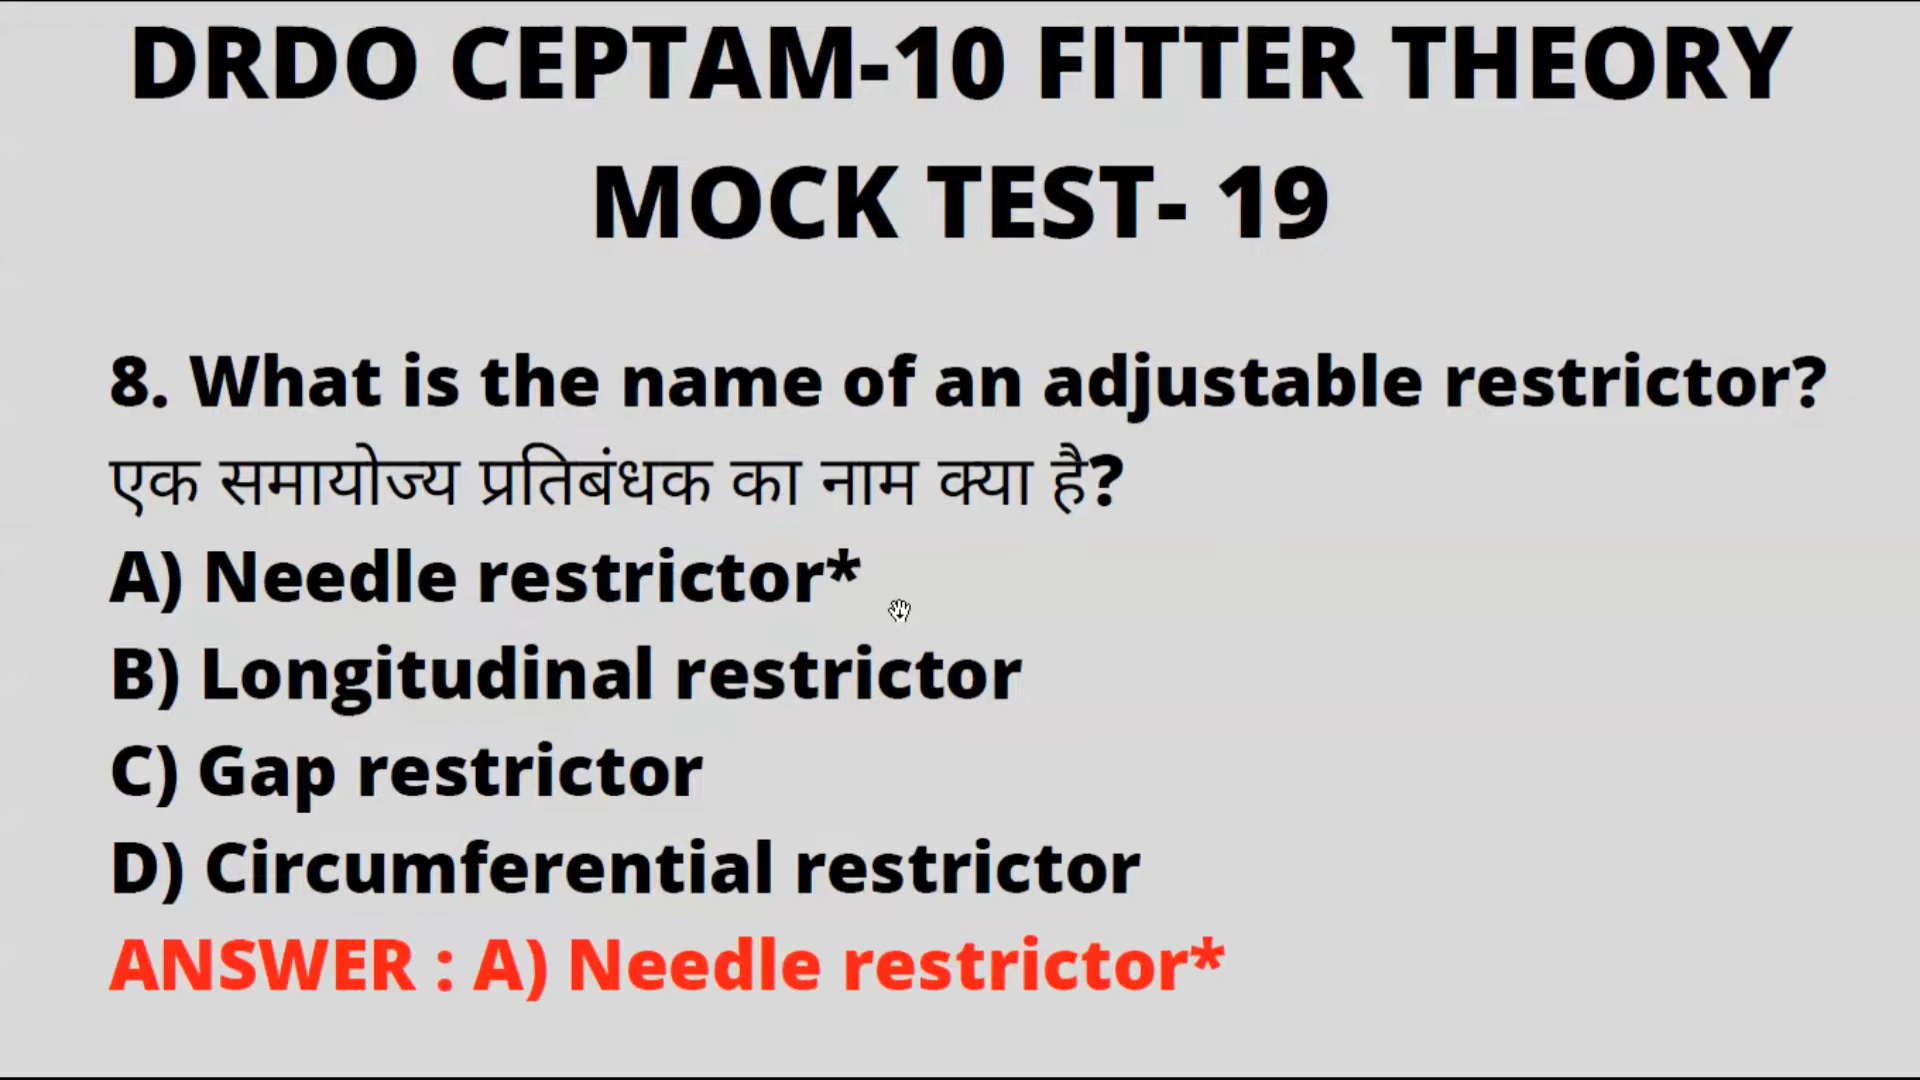 DRDO CEPTAM-10 FITTER THEORY
MOCK TEST- 19
8. What is the name of an adjustable restrictor?
एक समायोज्य प्रतिबंधक का नाम क्या है?
A) Needle restrictor*
B) Longitudinal restrictor
C) Gap restrictor
D) Circumferential restrictor
ANSWER : A) Needle restrictor*